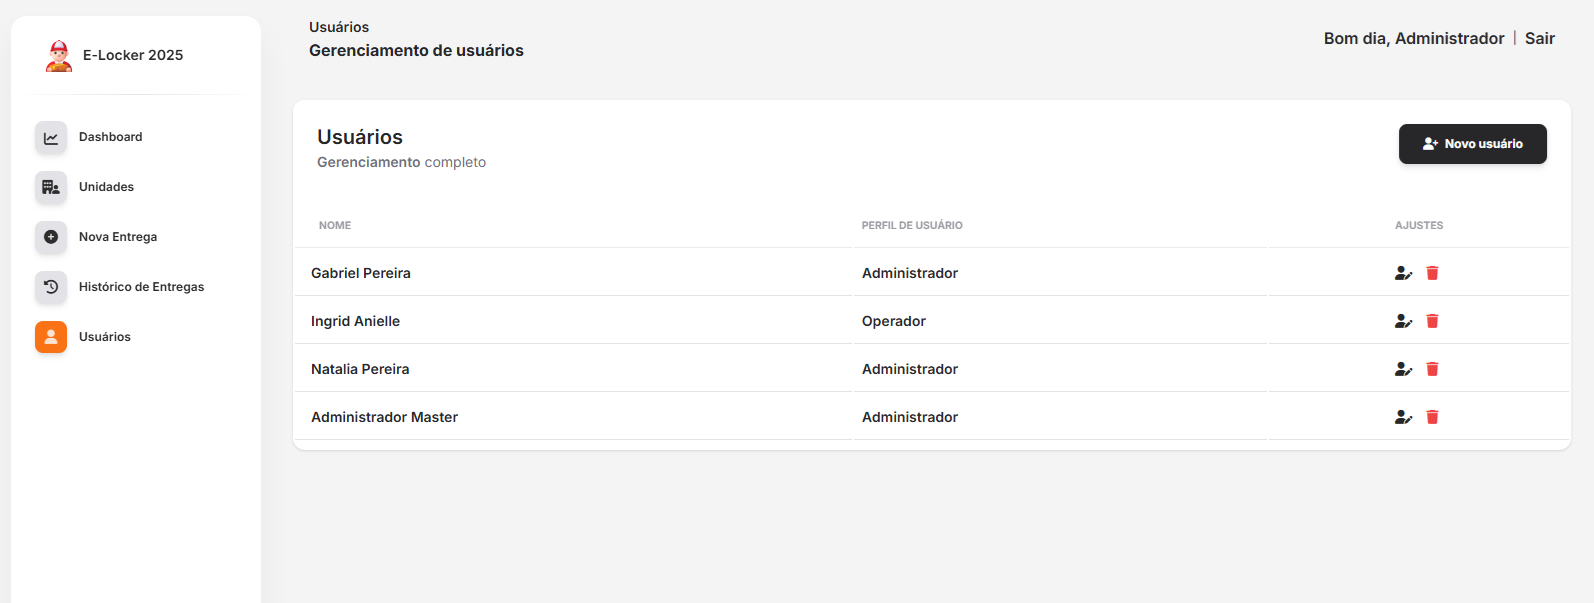 E-Locker 2025
Dashboard
Unidades
Nova Entrega
Histórico de Entregas
Usuários
Usuários
Gerenciamento de usuários
Bom dia, Administrador | Sair
Usuários
Gerenciamento completo
Novo usuário
NOME PERFIL DE USUÁRIO AJUSTES
Gabriel Pereira Administrador
Ingrid Anielle Operador
Natalia Pereira Administrador
Administrador Master Administrador